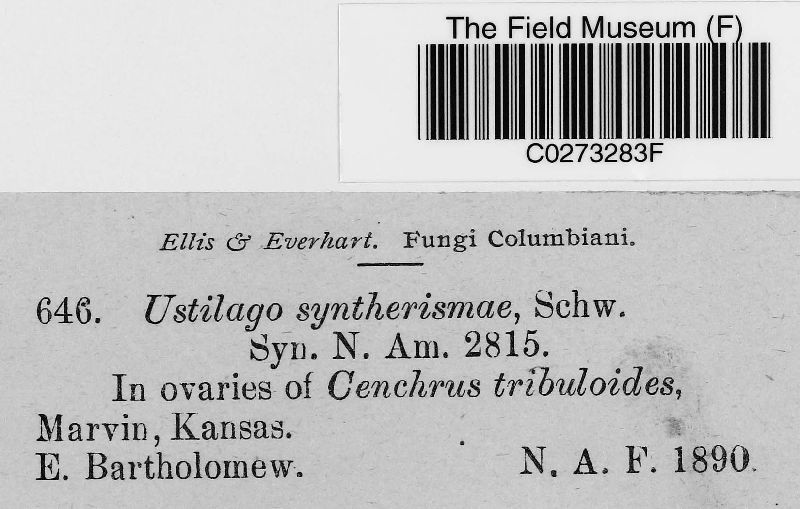 The Field Museum (F)
C0273283F
Ellis & Everhart. Fungi Columbiani.
646. Ustilago syntherismae, Schw.
Syn. N. Am. 2815.
In ovaries of Cenchrus tribuloides,
Marvin, Kansas.
E. Bartholomew. N. A. F. 1890.